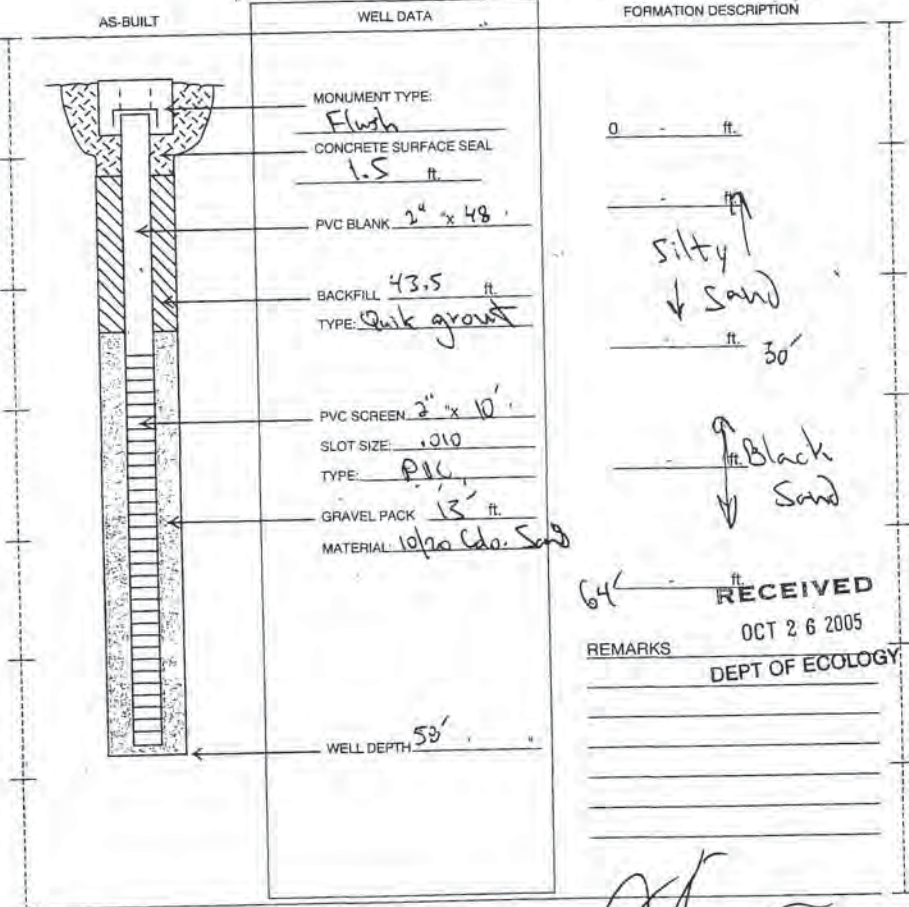 AS-BUILT
WELL DATA
FORMATION DESCRIPTION
MONUMENT TYPE:
Flush
CONCRETE SURFACE SEAL
1.5 ft.
PVC BLANK 2" x 48 '
BACKFILL 43.5 ft.
TYPE: Quik grout
PVC SCREEN 2" x 10'
SLOT SIZE: .010
TYPE: PVC
GRAVEL PACK 13' ft.
MATERIAL: 10/20 Colo. Sand
WELL DEPTH 58'
0 - ft.
- ft.
Silty
Sand
- ft. 30'
- ft. Black
Sand
64' - ft.
RECEIVED
OCT 26 2005
DEPT OF ECOLOGY
REMARKS